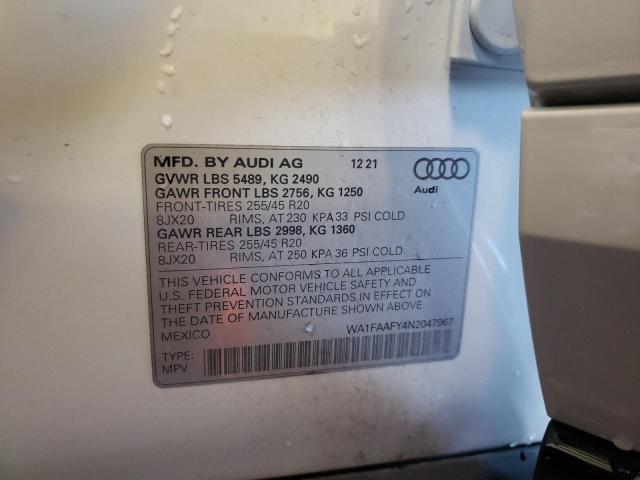 MFD. BY AUDI AG 12 21
GVWR LBS 5489, KG 2490
GAWR FRONT LBS 2756, KG 1250
Audi
FRONT-TIRES 255/45 R20
8JX20 RIMS, AT 230 KPA 33 PSI COLD
GAWR REAR LBS 2998, KG 1360
REAR-TIRES 255/45 R20
8JX20 RIMS, AT 250 KPA 36 PSI COLD
THIS VEHICLE CONFORMS TO ALL APPLICABLE
U.S. FEDERAL MOTOR VEHICLE SAFETY AND
THEFT PREVENTION STANDARDS IN EFFECT ON
THE DATE OF MANUFACTURE SHOWN ABOVE.
MEXICO WA1FAAFY4N2047967
TYPE:
MPV